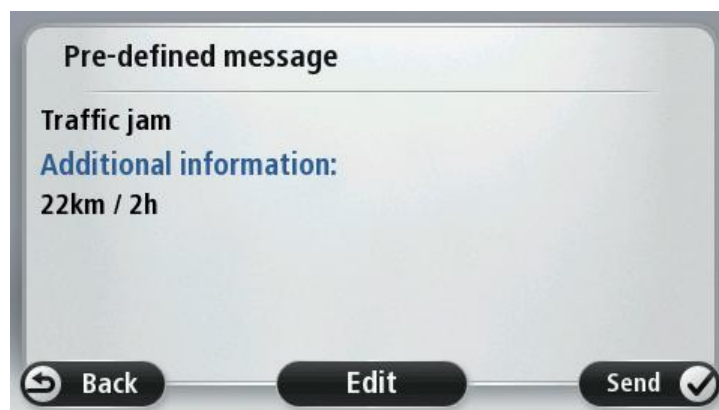 Pre-defined message
Traffic jam
Additional information:
22km / 2h
Back Edit Send